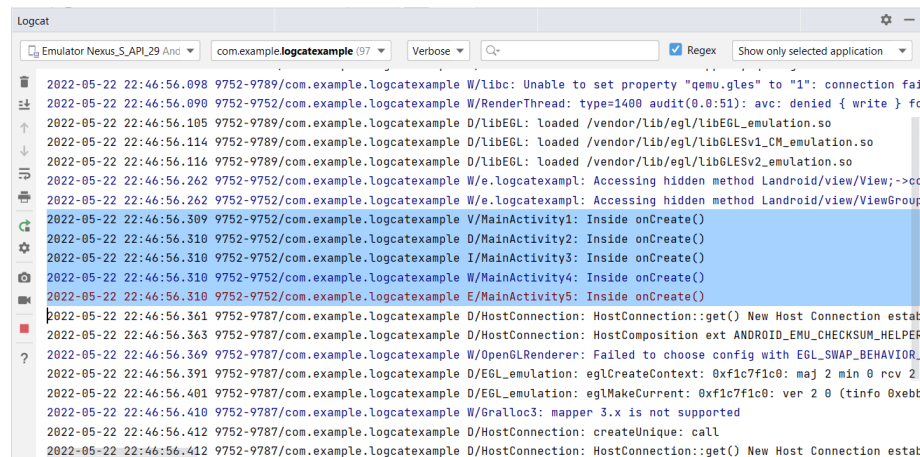 Logcat
Emulator Nexus_S_API_29 And com.example.logcatexample (97 Verbose Regex Show only selected application
2022-05-22 22:46:56.098 9752-9789/com.example.logcatexample W/libc: Unable to set property "qemu.gles" to "1": connection fai
2022-05-22 22:46:56.090 9752-9752/com.example.logcatexample W/RenderThread: type=1400 audit(0.0:51): avc: denied { write } fo
2022-05-22 22:46:56.105 9752-9789/com.example.logcatexample D/libEGL: loaded /vendor/lib/egl/libEGL_emulation.so
2022-05-22 22:46:56.114 9752-9789/com.example.logcatexample D/libEGL: loaded /vendor/lib/egl/libGLESv1_CM_emulation.so
2022-05-22 22:46:56.116 9752-9789/com.example.logcatexample D/libEGL: loaded /vendor/lib/egl/libGLESv2_emulation.so
2022-05-22 22:46:56.262 9752-9752/com.example.logcatexample W/e.logcatexampl: Accessing hidden method Landroid/view/View;->co
2022-05-22 22:46:56.262 9752-9752/com.example.logcatexample W/e.logcatexampl: Accessing hidden method Landroid/view/ViewGroup
2022-05-22 22:46:56.309 9752-9752/com.example.logcatexample V/MainActivity1: Inside onCreate()
2022-05-22 22:46:56.310 9752-9752/com.example.logcatexample D/MainActivity2: Inside onCreate()
2022-05-22 22:46:56.310 9752-9752/com.example.logcatexample I/MainActivity3: Inside onCreate()
2022-05-22 22:46:56.310 9752-9752/com.example.logcatexample W/MainActivity4: Inside onCreate()
2022-05-22 22:46:56.310 9752-9752/com.example.logcatexample E/MainActivity5: Inside onCreate()
2022-05-22 22:46:56.361 9752-9787/com.example.logcatexample D/HostConnection: HostConnection::get() New Host Connection estab
2022-05-22 22:46:56.363 9752-9787/com.example.logcatexample D/HostConnection: HostComposition ext ANDROID_EMU_CHECKSUM_HELPER
2022-05-22 22:46:56.369 9752-9787/com.example.logcatexample W/OpenGLRenderer: Failed to choose config with EGL_SWAP_BEHAVIOR_
2022-05-22 22:46:56.391 9752-9787/com.example.logcatexample D/EGL_emulation: eglCreateContext: 0xf1c7f1c0: maj 2 min 0 rcv 2
2022-05-22 22:46:56.401 9752-9787/com.example.logcatexample D/EGL_emulation: eglMakeCurrent: 0xf1c7f1c0: ver 2 0 (tinfo 0xebb
2022-05-22 22:46:56.410 9752-9787/com.example.logcatexample W/Gralloc3: mapper 3.x is not supported
2022-05-22 22:46:56.412 9752-9787/com.example.logcatexample D/HostConnection: createUnique: call
2022-05-22 22:46:56.412 9752-9787/com.example.logcatexample D/HostConnection: HostConnection::get() New Host Connection estab